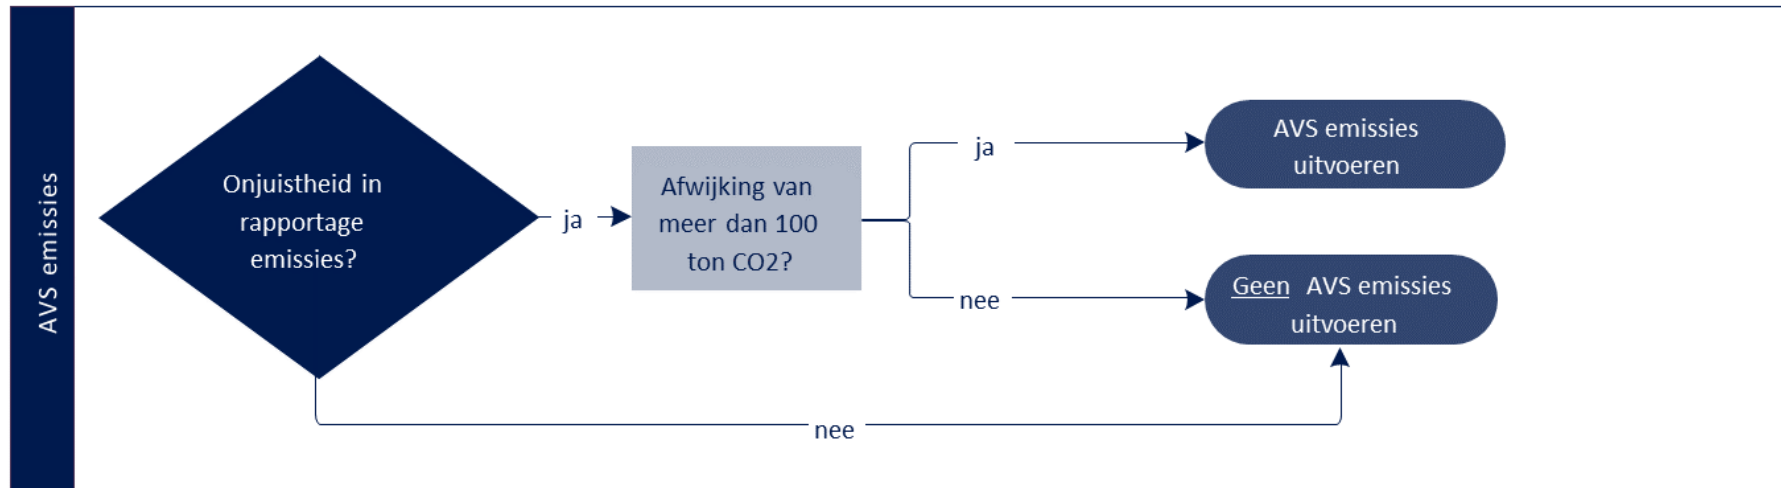 AVS emissies
Onjuistheid in
rapportage
emissies?
ja
Afwijking van
meer dan 100
ton CO2?
ja
AVS emissies
uitvoeren
nee
Geen AVS emissies
uitvoeren
nee